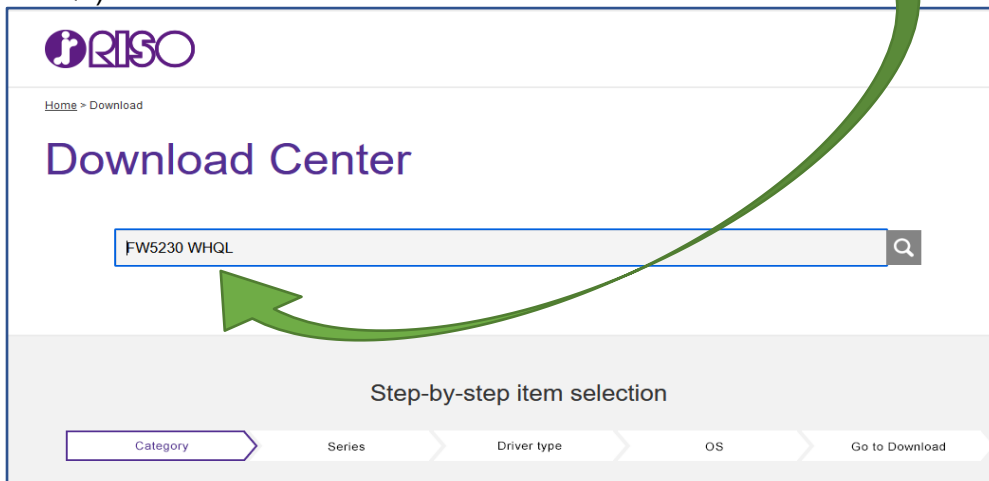 RISO
Home > Download
Download Center
FW5230 WHQL
Step-by-step item selection
Category Series Driver type OS Go to Download